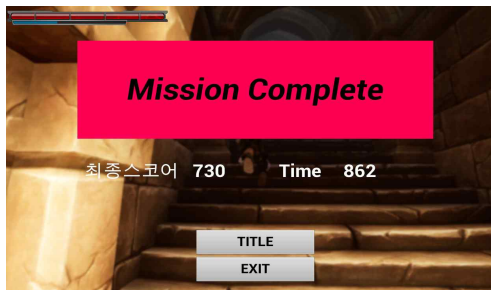 Mission Complete
최종스코어 730 Time 862
TITLE
EXIT